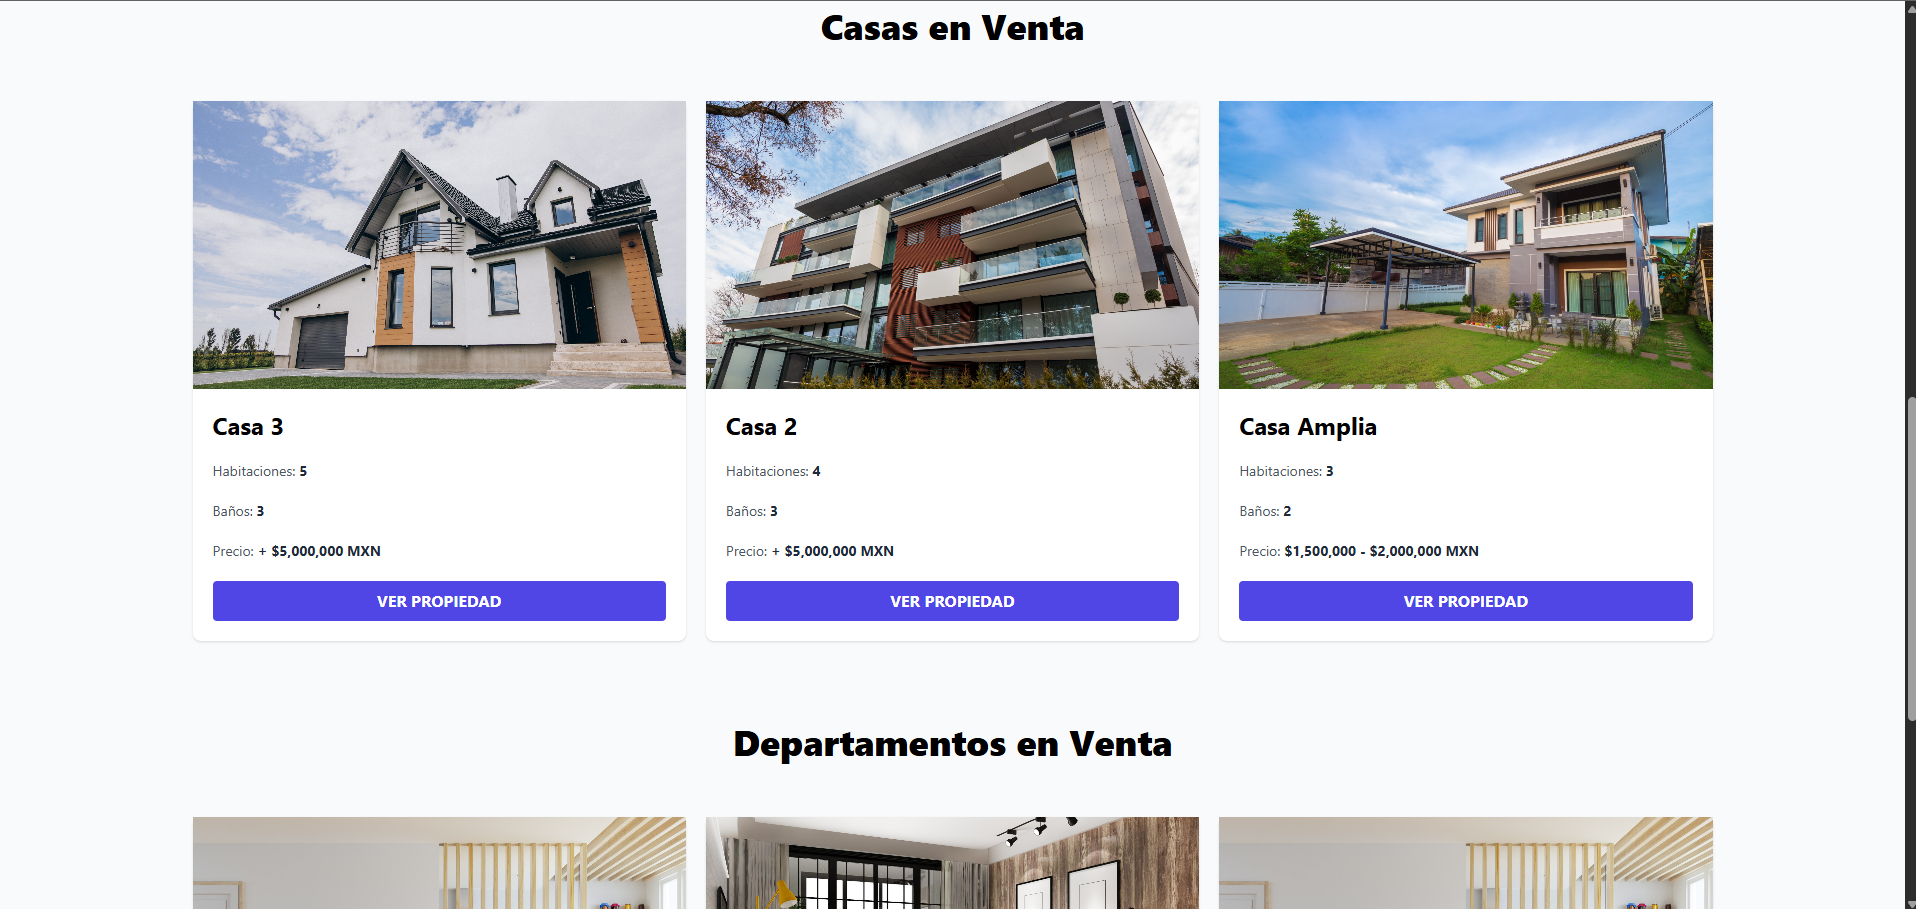 Casas en Venta
Casa 3
Habitaciones: 5
Baños: 3
Precio: + $5,000,000 MXN
VER PROPIEDAD
Casa 2
Habitaciones: 4
Baños: 3
Precio: + $5,000,000 MXN
VER PROPIEDAD
Casa Amplia
Habitaciones: 3
Baños: 2
Precio: $1,500,000 - $2,000,000 MXN
VER PROPIEDAD
Departamentos en Venta